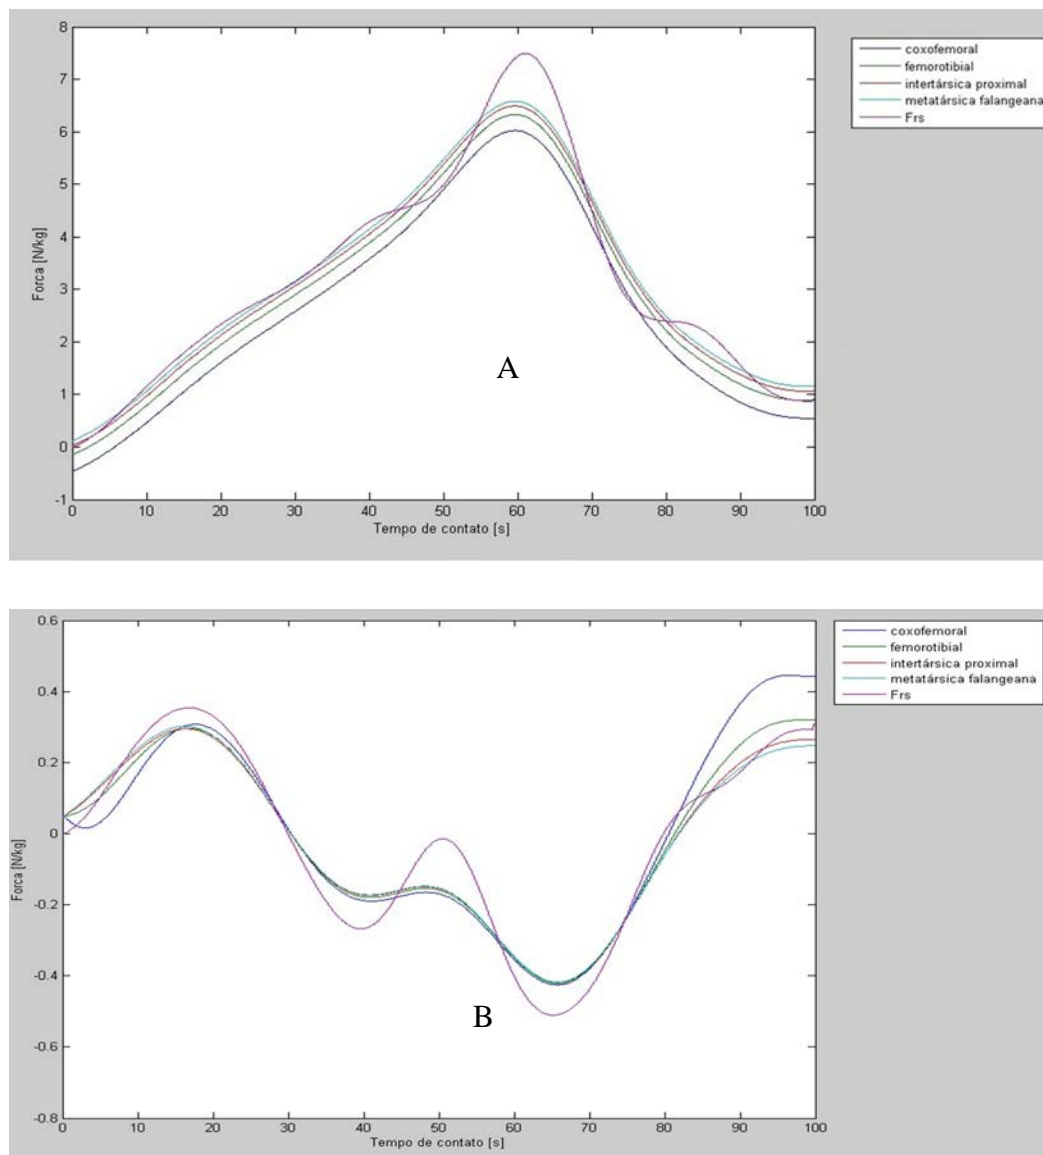 8
7
6
5
4
3
2
1
0
-1
Forca [N/kg]
0 10 20 30 40 50 60 70 80 90 100
Tempo de contato [s]
A
coxofemoral
femorotibial
intertársica proximal
metatársica falangeana
Frs
0.6
0.4
0.2
0
-0.2
-0.4
-0.6
-0.8
Forca [N/kg]
0 10 20 30 40 50 60 70 80 90 100
Tempo de contato [s]
B
coxofemoral
femorotibial
intertársica proximal
metatársica falangeana
Frs